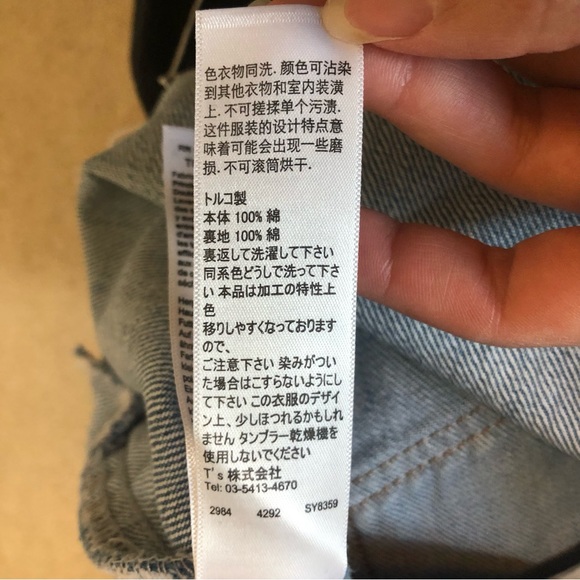 色衣物同洗. 颜色可沾染
到其他衣物和室内装潢
上. 不可搓揉单个污渍.
这件服装的设计特点意
味着可能会出现一些磨
损. 不可滚筒烘干.
トルコ製
本体 100% 綿
裏地 100% 綿
裏返して洗濯して下さい
同系色どうしで洗って下さ
い 本品は加工の特性上
色
移りしやすくなっております
ので、
ご注意下さい 染みがつい
た場合はこすらないようにし
て下さい この衣服のデザイ
ン上、少しほつれるかもしれ
ません タンブラー乾燥機を
使用しないでください
T's 株式会社
Tel: 03-5413-4670
2984 4292 SY8359